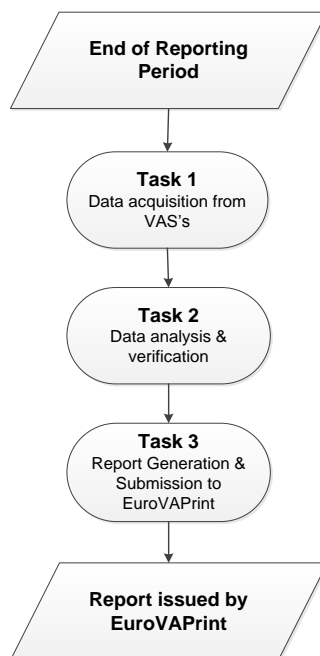 End of Reporting
Period
Task 1
Data acquisition from
VAS's
Task 2
Data analysis &
verification
Task 3
Report Generation &
Submission to
EuroVAPrint
Report issued by
EuroVAPrint